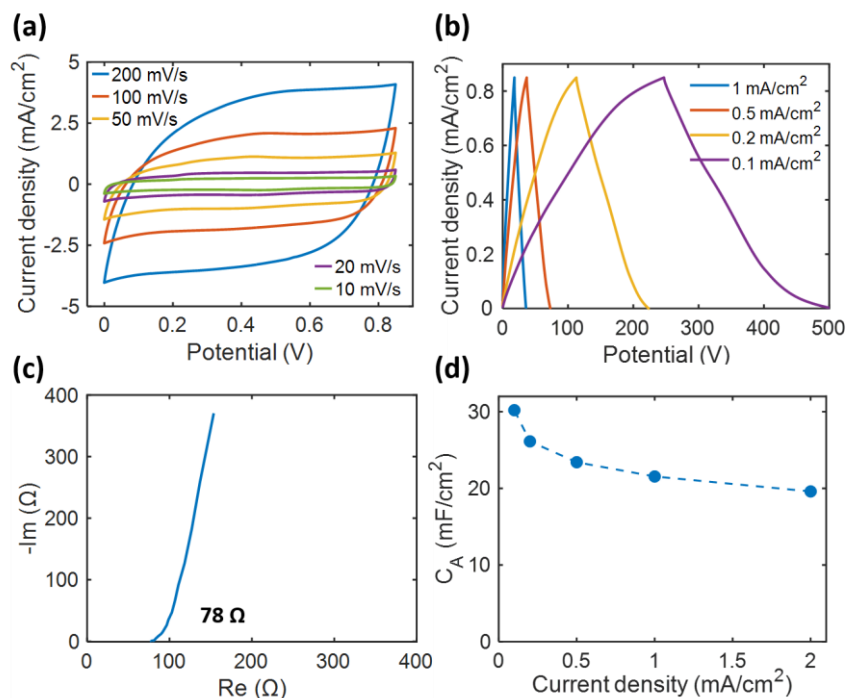 (a)
5
2.5
0
-2.5
-5
Current density (mA/cm²)
200 mV/s
100 mV/s
50 mV/s
20 mV/s
10 mV/s
0 0.2 0.4 0.6 0.8
Potential (V)
(b)
0.8
0.6
0.4
0.2
0
Current density (mA/cm²)
1 mA/cm²
0.5 mA/cm²
0.2 mA/cm²
0.1 mA/cm²
0 100 200 300 400 500
Potential (V)
(c)
400
300
200
100
0
-Im (Ω)
78 Ω
0 100 200 300 400
Re (Ω)
(d)
30
20
10
0
C_A (mF/cm²)
0 0.5 1 1.5 2
Current density (mA/cm²)